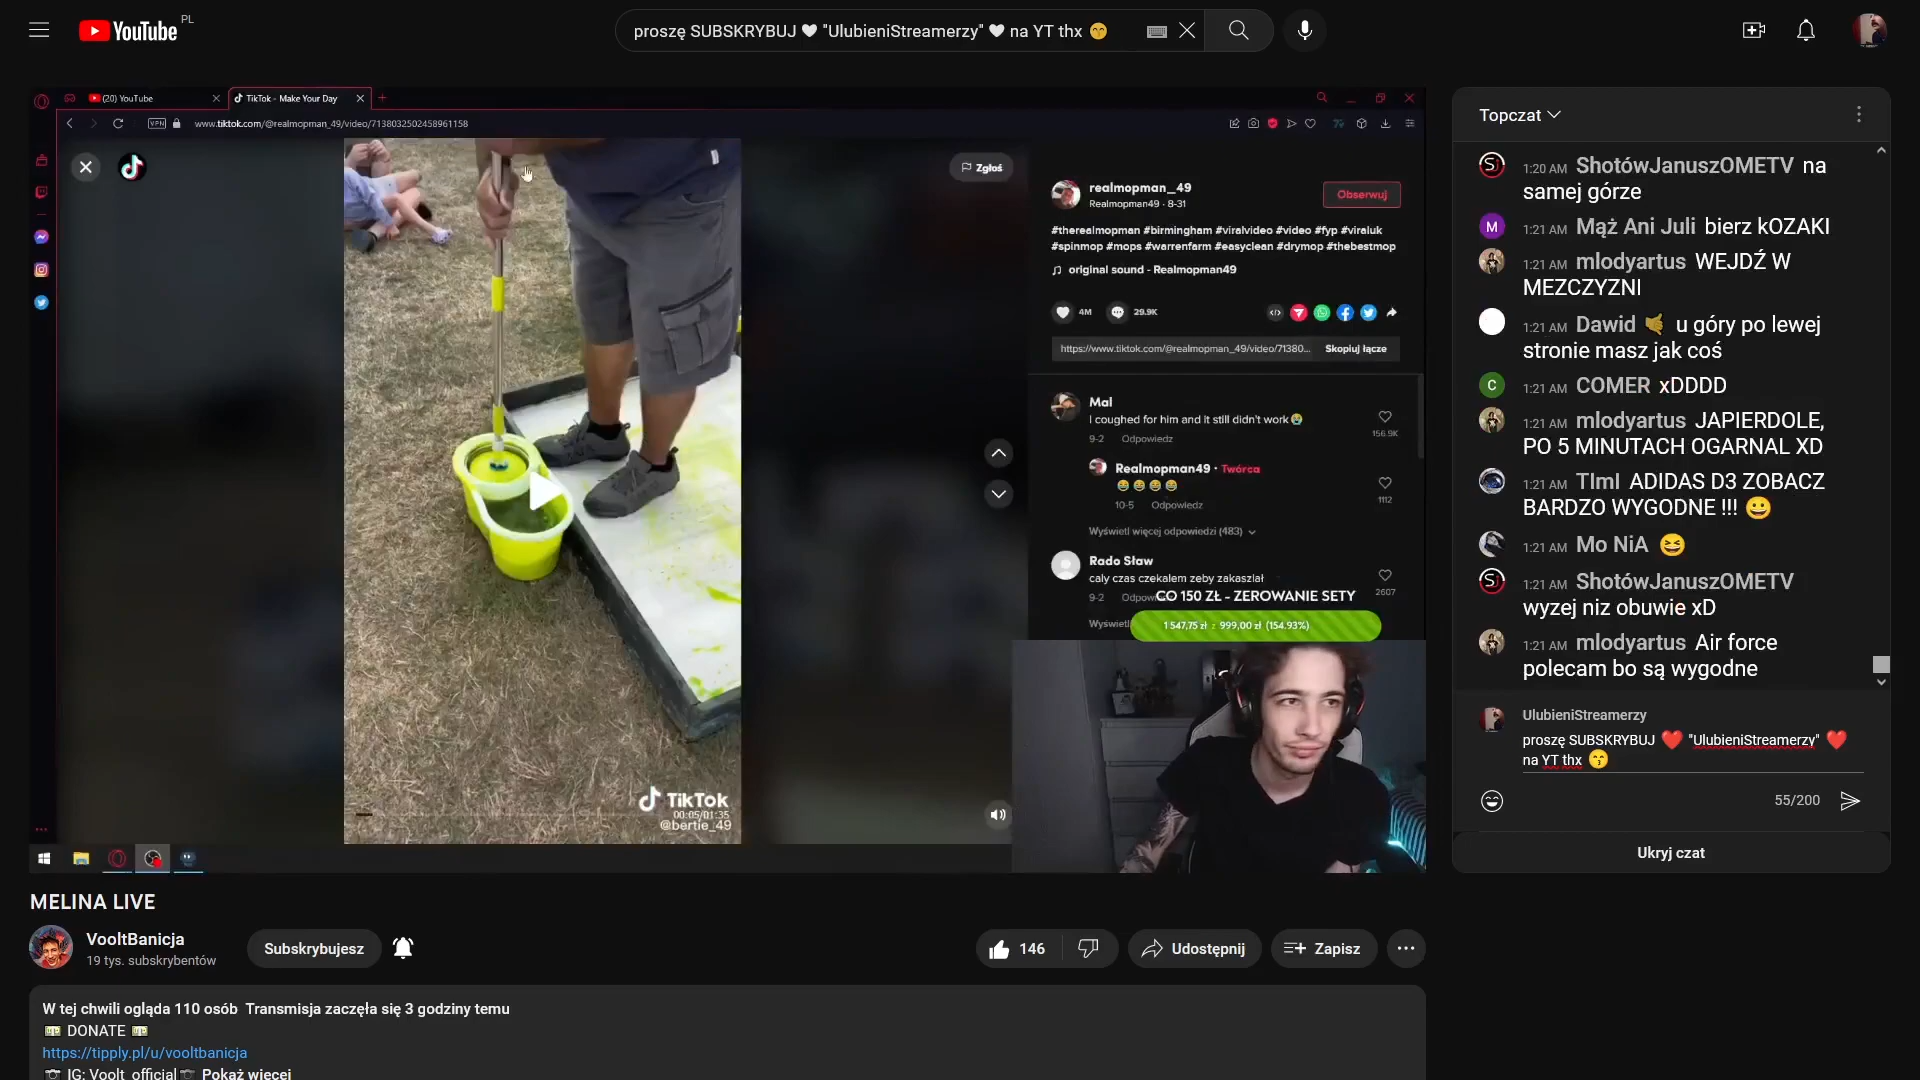 YouTube
PL
proszę SUBSKRYBUJ 🤍 "UlubieniStreamerzy" 🤍 na YT thx 😙
(20) YouTube
TikTok - Make Your Day
VPN
www.tiktok.com/@realmopman_49/video/7138032502458961158
Zgłoś
realmopman_49
Realmopman49 · 8-31
Obserwuj
#therealmopman #birmingham #viralvideo #video #fyp #viraluk
#spinmop #mops #warrenfarm #easyclean #drymop #thebestmop
original sound - Realmopman49
4M
29.9K
https://www.tiktok.com/@realmopman_49/video/71380...
Skopiuj łącze
Mal
I coughed for him and it still didn't work😭
9-2
Odpowiedz
156.9K
Realmopman49 · Twórca
😂 😂 😂 😂
10-5
Odpowiedz
1112
Wyświetl więcej odpowiedzi (483)
Rado Sław
caly czas czekalem zeby zakaszlał
9-2
2607
CO 150 ZŁ - ZEROWANIE SETY
1 547,75 zł z 999,00 zł (154.93%)
TikTok
00:05/01:35
@bertie_49
Topczat
1:20 AM ShotówJanuszOMETV na
samej górze
M
1:21 AM Mąż Ani Juli bierz kOZAKI
1:21 AM mlodyartus WEJDŹ W
MEZCZYZNI
1:21 AM Dawid 🤙 u góry po lewej
stronie masz jak coś
C
1:21 AM COMER xDDDD
1:21 AM mlodyartus JAPIERDOLE,
PO 5 MINUTACH OGARNAL XD
1:21 AM TImI ADIDAS D3 ZOBACZ
BARDZO WYGODNE !!! 😀
1:21 AM Mo NiA 😆
1:21 AM ShotówJanuszOMETV
wyzej niz obuwie xD
1:21 AM mlodyartus Air force
polecam bo są wygodne
UlubieniStreamerzy
proszę SUBSKRYBUJ ❤️ "UlubieniStreamerzy" ❤️
na YT thx 😙
55/200
Ukryj czat
MELINA LIVE
VooltBanicja
19 tys. subskrybentów
Subskrybujesz
146
Udostępnij
Zapisz
W tej chwili ogląda 110 osób Transmisja zaczęła się 3 godziny temu
💵 DONATE 💵
https://tipply.pl/u/vooltbanicja
📷 IG: Voolt_official📷 Pokaż więcej